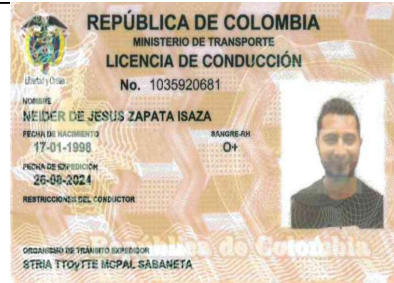 REPÚBLICA DE COLOMBIA
MINISTERIO DE TRANSPORTE
LICENCIA DE CONDUCCIÓN
Libertad y Orden
No. 1035920681
NOMBRE
NEIDER DE JESUS ZAPATA ISAZA
FECHA DE NACIMIENTO SANGRE-RH
17-01-1998 O+
FECHA DE EXPEDICIÓN
26-08-2024
RESTRICCIONES DEL CONDUCTOR
República de Colombia
ORGANISMO DE TRÁNSITO EXPEDIDOR
STRIA TTOyTTE MCPAL SABANETA